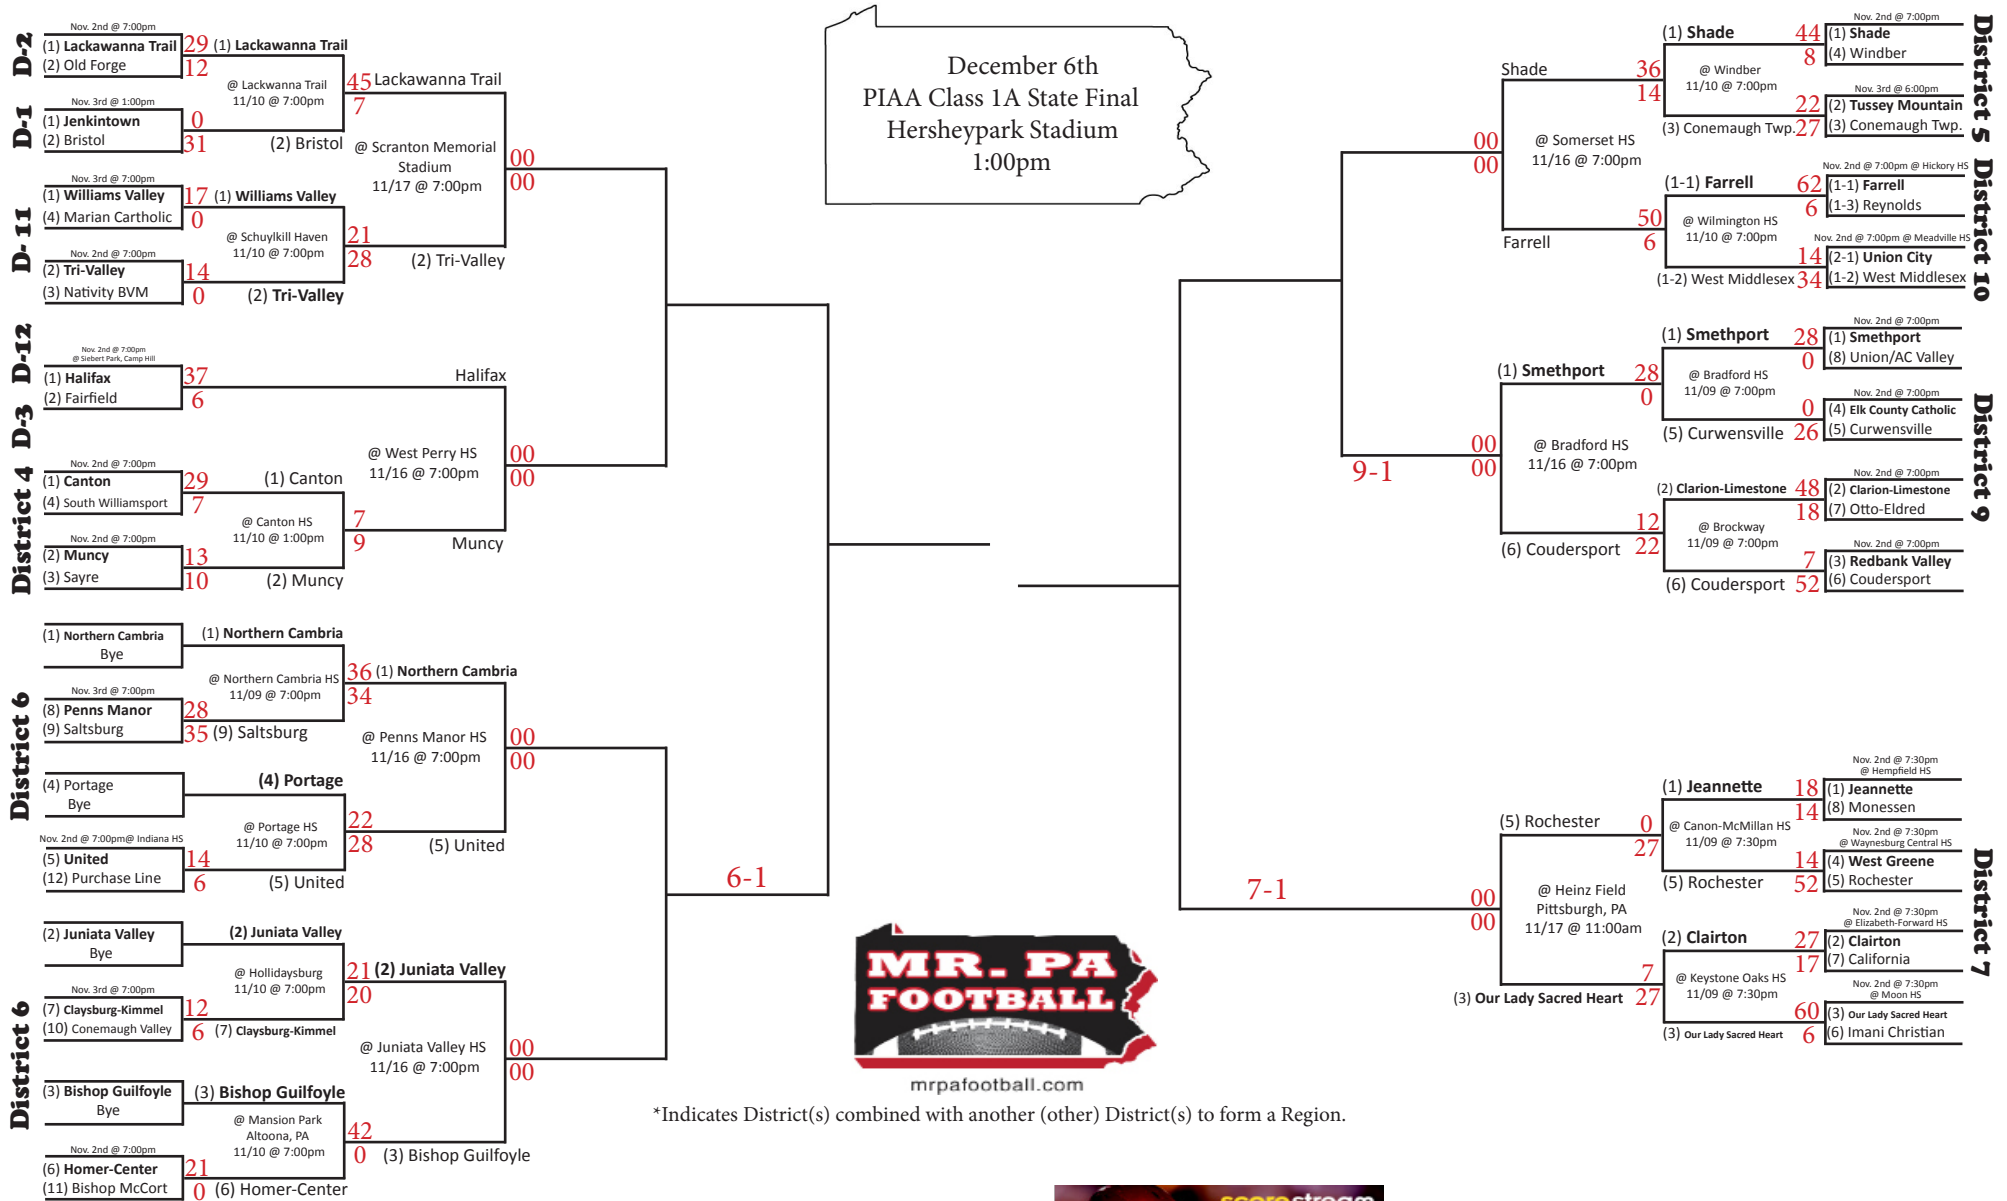 December 6th
PIAA Class 1A State Final
Hersheypark Stadium
1:00pm
D-2
Nov. 2nd @ 7:00pm
(1) Lackawanna Trail 29
(2) Old Forge 12
(1) Lackawanna Trail
@ Lackwanna Trail
11/10 @ 7:00pm
D-1
Nov. 3rd @ 1:00pm
(1) Jenkintown 0
(2) Bristol 31
(2) Bristol
45 Lackawanna Trail
7
@ Scranton Memorial
Stadium
11/17 @ 7:00pm
00
00
D- 11
Nov. 3rd @ 7:00pm
(1) Williams Valley 17
(4) Marian Cartholic 0
(1) Williams Valley
@ Schuylkill Haven
11/10 @ 7:00pm
Nov. 2nd @ 7:00pm
(2) Tri-Valley 14
(3) Nativity BVM 0
(2) Tri-Valley
21
28
(2) Tri-Valley
D-12
D-3
Nov. 2nd @ 7:00pm
@ Siebert Park, Camp Hill
(1) Halifax 37
(2) Fairfield 6
Halifax
@ West Perry HS
11/16 @ 7:00pm
00
00
District 4
Nov. 2nd @ 7:00pm
(1) Canton 29
(4) South Williamsport 7
(1) Canton
@ Canton HS
11/10 @ 1:00pm
Nov. 2nd @ 7:00pm
(2) Muncy 13
(3) Sayre 10
(2) Muncy
7
9
Muncy
District 6
(1) Northern Cambria
Bye
(1) Northern Cambria
@ Northern Cambria HS
11/09 @ 7:00pm
Nov. 3rd @ 7:00pm
(8) Penns Manor 28
(9) Saltsburg 35
(9) Saltsburg
36 (1) Northern Cambria
34
@ Penns Manor HS
11/16 @ 7:00pm
00
00
(4) Portage
Bye
(4) Portage
@ Portage HS
11/10 @ 7:00pm
Nov. 2nd @ 7:00pm@ Indiana HS
(5) United 14
(12) Purchase Line 6
(5) United
22
28
(5) United
6-1
District 6
(2) Juniata Valley
Bye
(2) Juniata Valley
@ Hollidaysburg
11/10 @ 7:00pm
Nov. 3rd @ 7:00pm
(7) Claysburg-Kimmel 12
(10) Conemaugh Valley 6
(7) Claysburg-Kimmel
21 (2) Juniata Valley
20
@ Juniata Valley HS
11/16 @ 7:00pm
00
00
(3) Bishop Guilfoyle
Bye
(3) Bishop Guilfoyle
@ Mansion Park
Altoona, PA
11/10 @ 7:00pm
Nov. 2nd @ 7:00pm
(6) Homer-Center 21
(11) Bishop McCort 0
(6) Homer-Center
42
0 (3) Bishop Guilfoyle
District 5
Nov. 2nd @ 7:00pm
44 (1) Shade
8 (4) Windber
(1) Shade
@ Windber
11/10 @ 7:00pm
Nov. 3rd @ 6:00pm
22 (2) Tussey Mountain
27 (3) Conemaugh Twp.
(3) Conemaugh Twp.
Shade 36
14
@ Somerset HS
11/16 @ 7:00pm
00
00
District 10
Nov. 2nd @ 7:00pm @ Hickory HS
62 (1-1) Farrell
6 (1-3) Reynolds
(1-1) Farrell
@ Wilmington HS
11/10 @ 7:00pm
Nov. 2nd @ 7:00pm @ Meadville HS
14 (2-1) Union City
34 (1-2) West Middlesex
(1-2) West Middlesex
50
6
Farrell
District 9
Nov. 2nd @ 7:00pm
28 (1) Smethport
0 (8) Union/AC Valley
(1) Smethport
@ Bradford HS
11/09 @ 7:00pm
Nov. 2nd @ 7:00pm
0 (4) Elk County Catholic
26 (5) Curwensville
(5) Curwensville
(1) Smethport 28
0
@ Bradford HS
11/16 @ 7:00pm
00
00
9-1
Nov. 2nd @ 7:00pm
48 (2) Clarion-Limestone
18 (7) Otto-Eldred
(2) Clarion-Limestone
@ Brockway
11/09 @ 7:00pm
Nov. 2nd @ 7:00pm
7 (3) Redbank Valley
52 (6) Coudersport
(6) Coudersport
12
22
(6) Coudersport
District 7
Nov. 2nd @ 7:30pm
@ Hempfield HS
18 (1) Jeannette
14 (8) Monessen
(1) Jeannette
@ Canon-McMillan HS
11/09 @ 7:30pm
Nov. 2nd @ 7:30pm
@ Waynesburg Central HS
14 (4) West Greene
52 (5) Rochester
(5) Rochester
(5) Rochester 0
27
@ Heinz Field
Pittsburgh, PA
11/17 @ 11:00am
00
00
7-1
Nov. 2nd @ 7:30pm
@ Elizabeth-Forward HS
27 (2) Clairton
17 (7) California
(2) Clairton
@ Keystone Oaks HS
11/09 @ 7:30pm
Nov. 2nd @ 7:30pm
@ Moon HS
60 (3) Our Lady Sacred Heart
6 (6) Imani Christian
(3) Our Lady Sacred Heart
7
27
(3) Our Lady Sacred Heart
MR. PA
FOOTBALL
mrpafootball.com
*Indicates District(s) combined with another (other) District(s) to form a Region.
scorestream